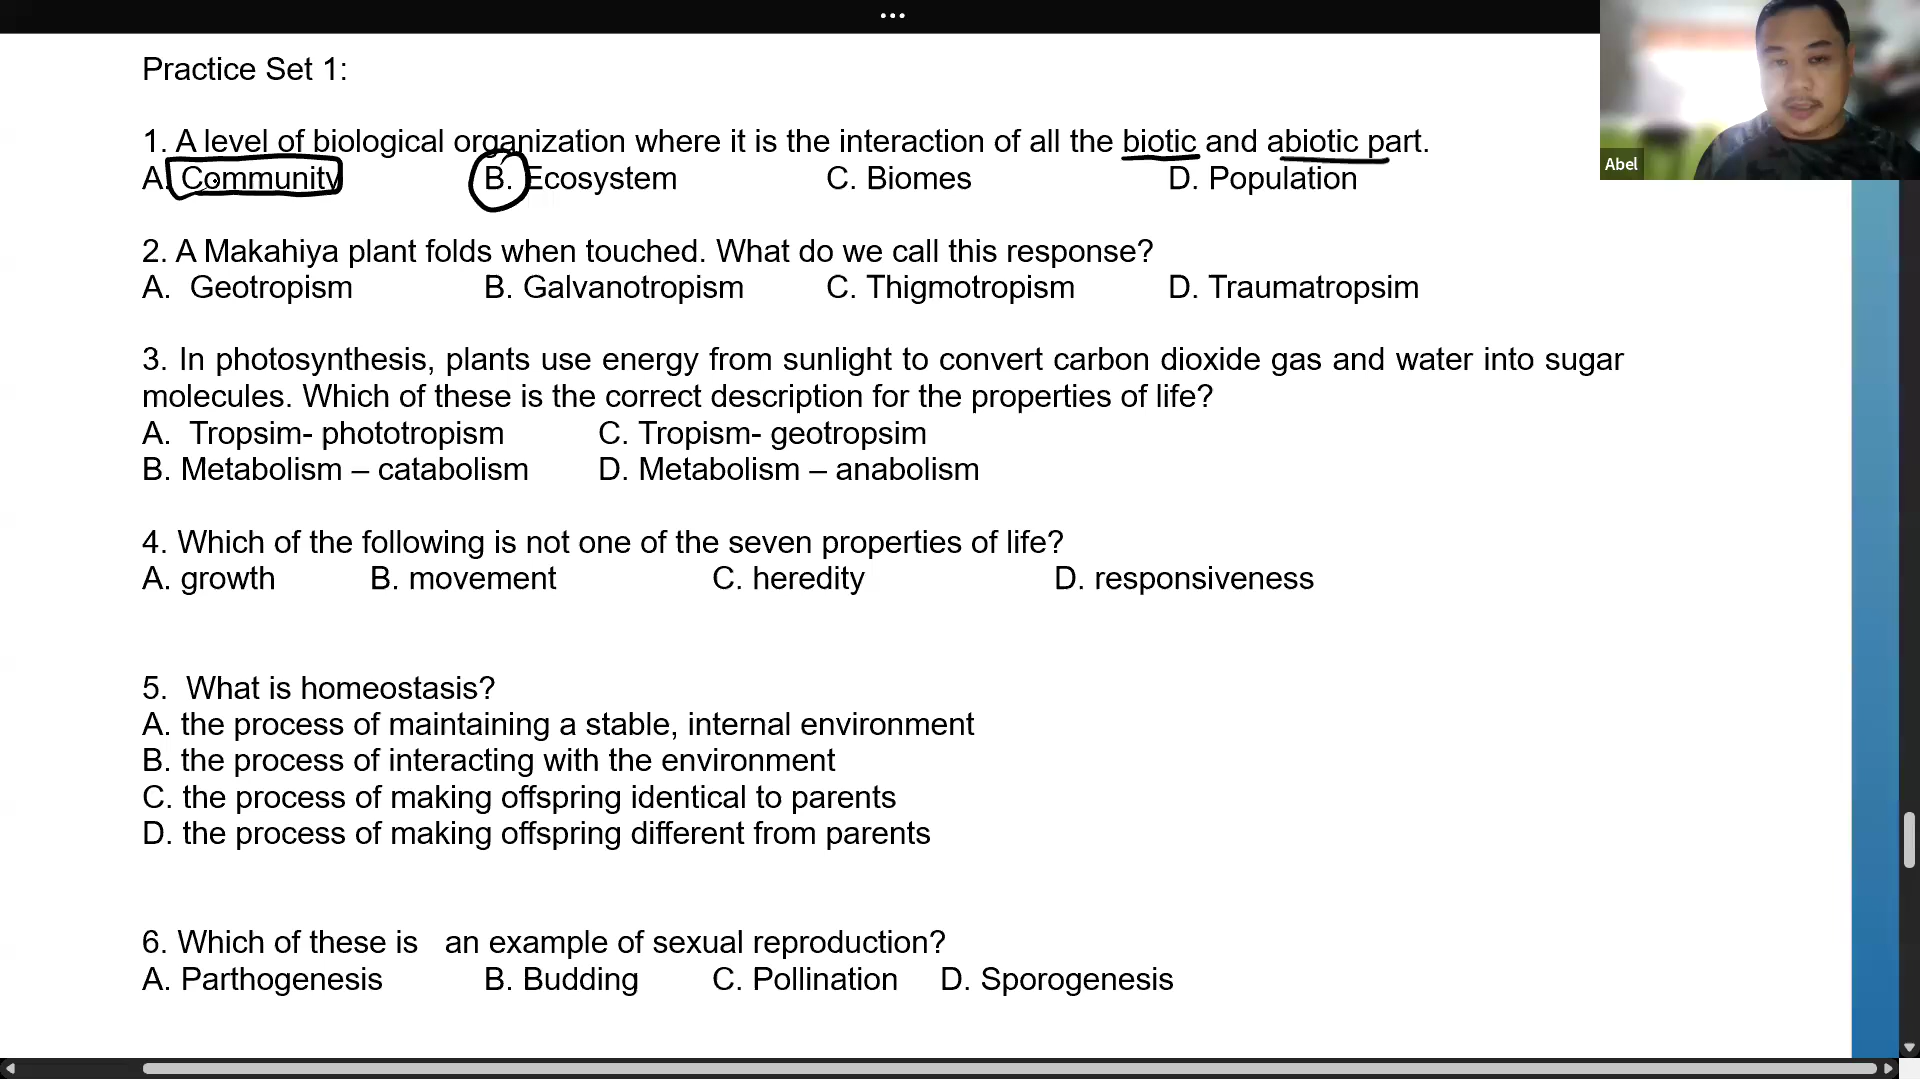 Practice Set 1:
1. A level of biological organization where it is the interaction of all the biotic and abiotic part.
A. Community B. Ecosystem C. Biomes D. Population
2. A Makahiya plant folds when touched. What do we call this response?
A. Geotropism B. Galvanotropism C. Thigmotropism D. Traumatropsim
3. In photosynthesis, plants use energy from sunlight to convert carbon dioxide gas and water into sugar
molecules. Which of these is the correct description for the properties of life?
A. Tropsim- phototropism C. Tropism- geotropsim
B. Metabolism – catabolism D. Metabolism – anabolism
4. Which of the following is not one of the seven properties of life?
A. growth B. movement C. heredity D. responsiveness
5. What is homeostasis?
A. the process of maintaining a stable, internal environment
B. the process of interacting with the environment
C. the process of making offspring identical to parents
D. the process of making offspring different from parents
6. Which of these is an example of sexual reproduction?
A. Parthogenesis B. Budding C. Pollination D. Sporogenesis
Abel